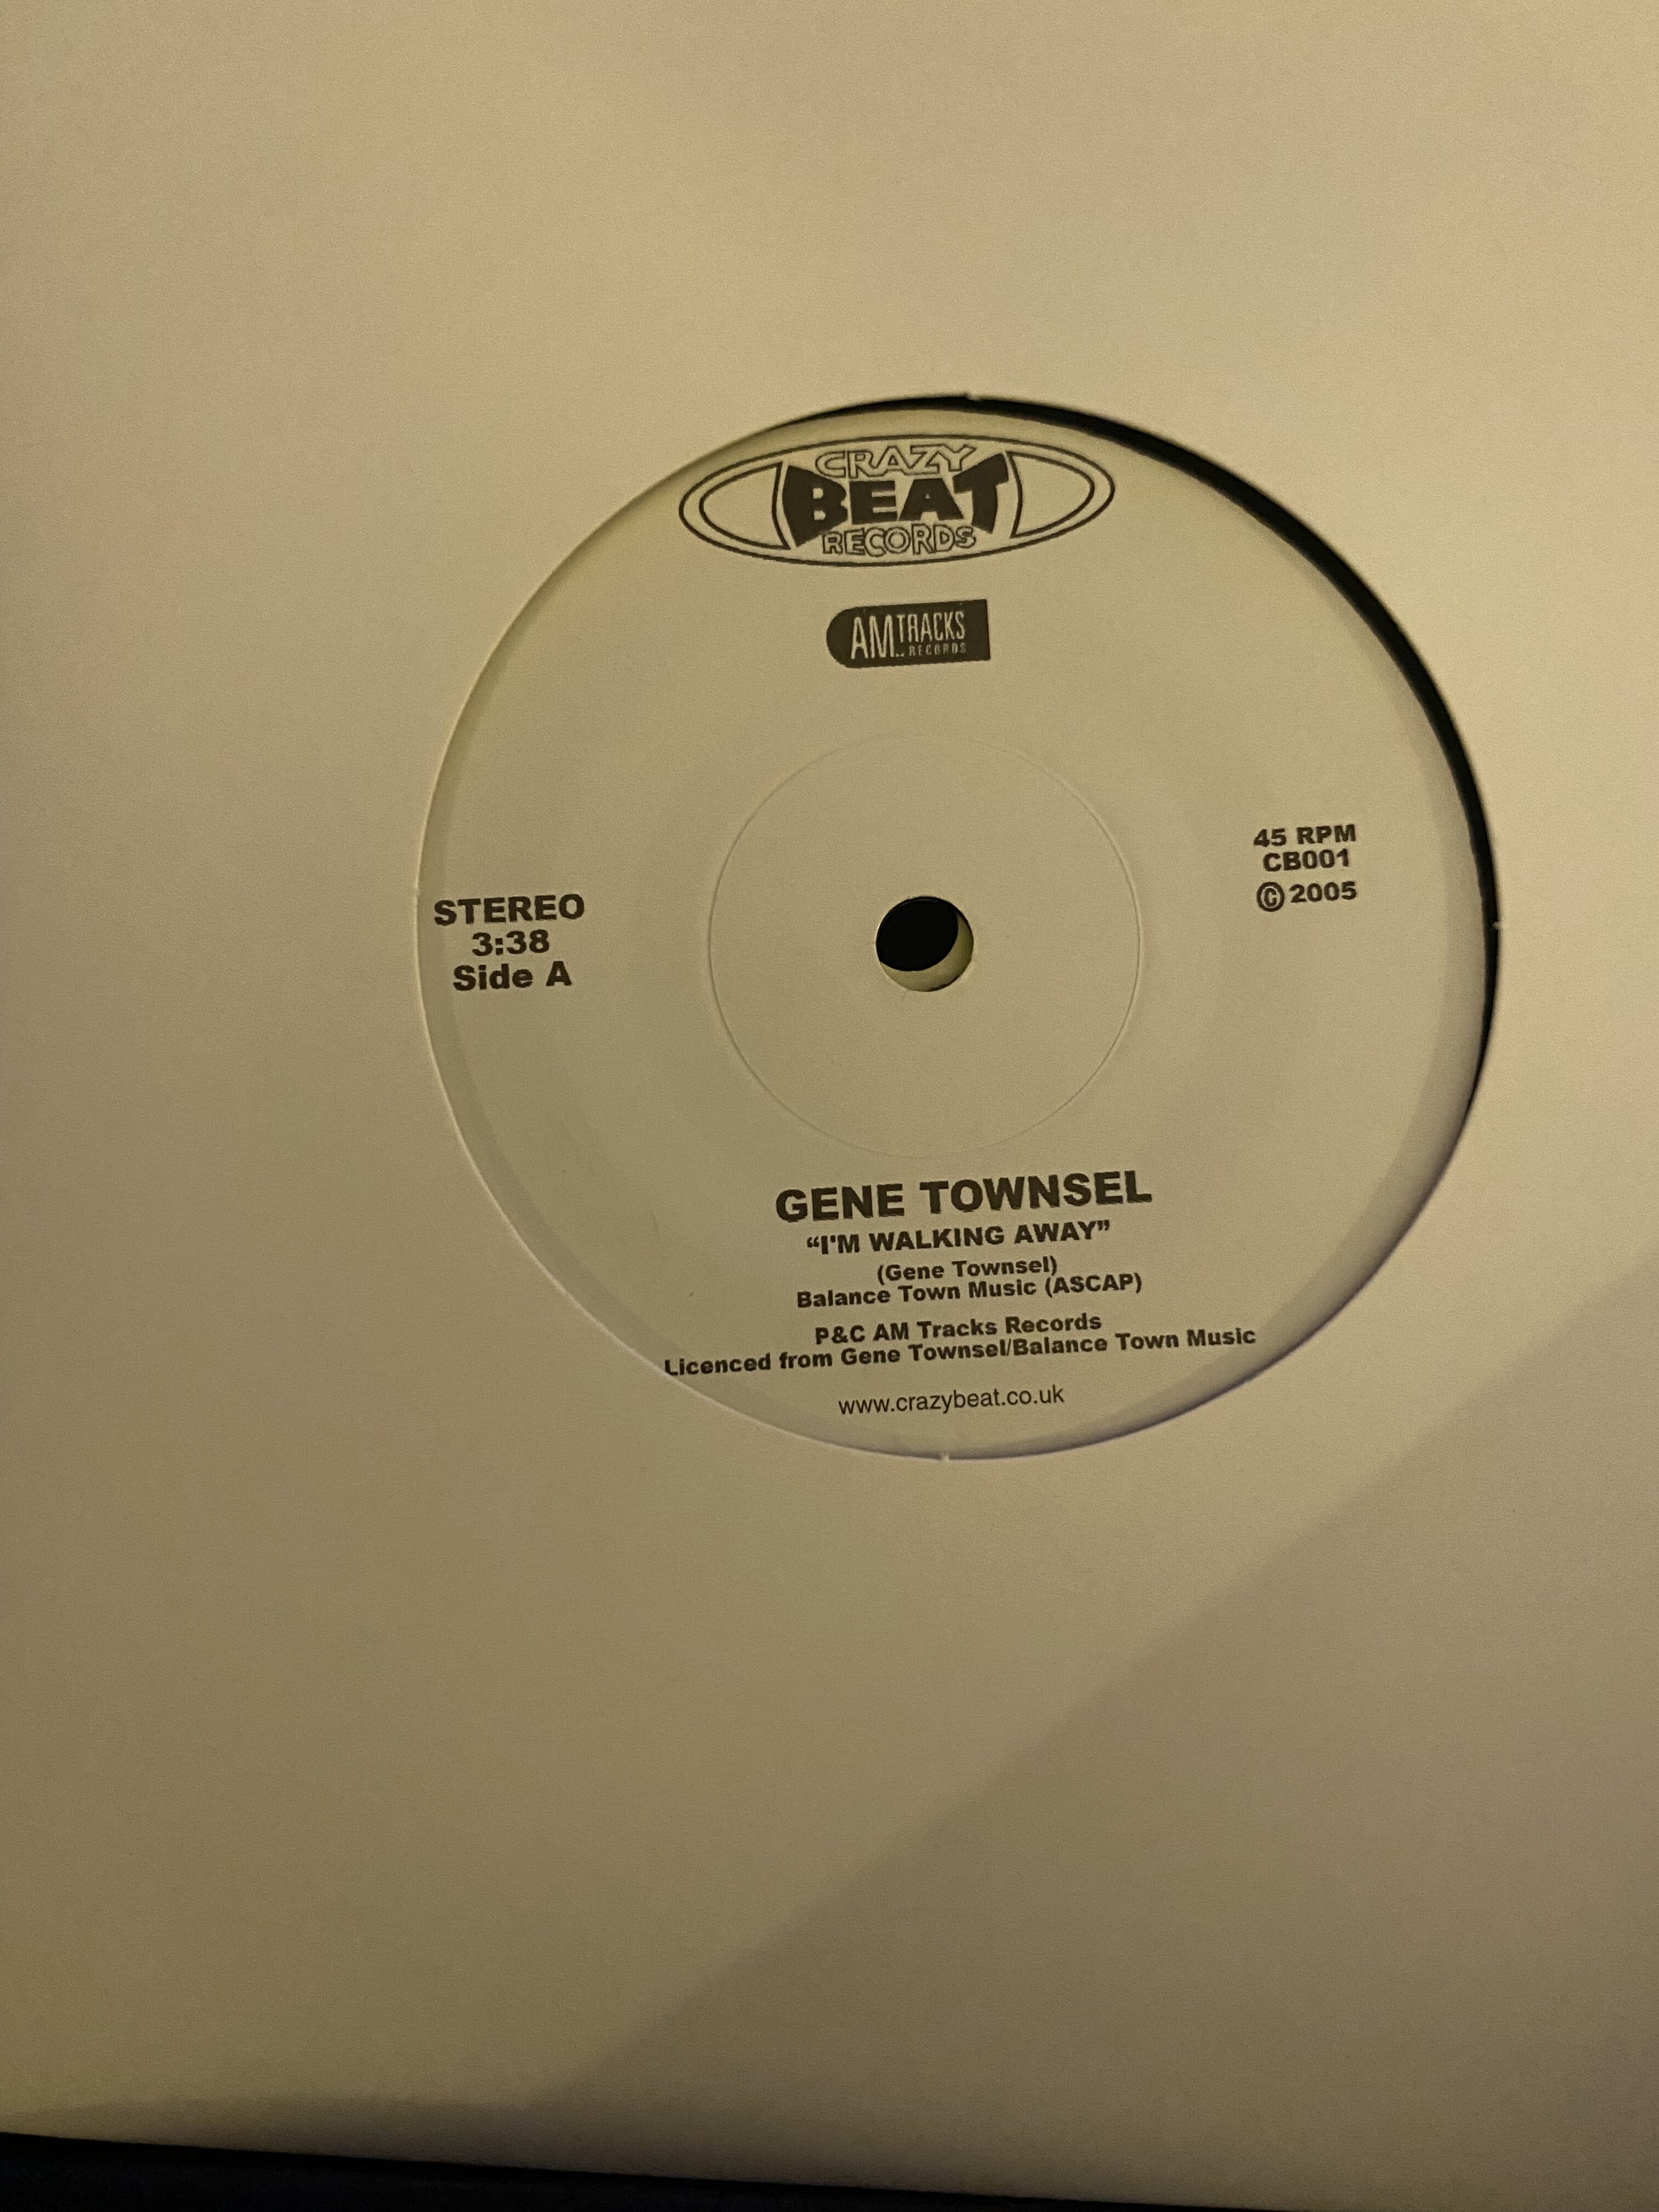 CRAZY
BEAT
RECORDS
AM TRACKS
RECORDS
45 RPM
CB001
© 2005
STEREO
3:38
Side A
GENE TOWNSEL
“I'M WALKING AWAY”
(Gene Townsel)
Balance Town Music (ASCAP)
P&C AM Tracks Records
Licenced from Gene Townsel/Balance Town Music
www.crazybeat.co.uk